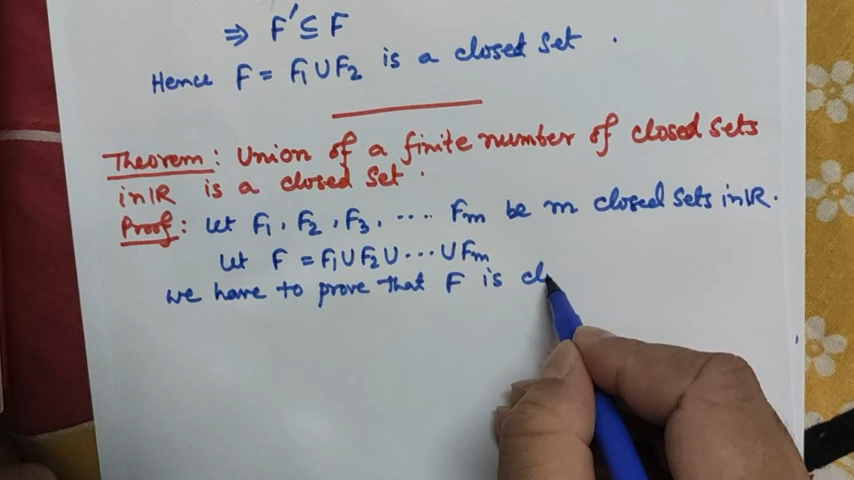 ⇒ F' ⊆ F
Hence F = F₁ ∪ F₂ is a closed set .
Theorem : Union of a finite number of closed sets
in ℝ is a closed set .
Proof : Let F₁, F₂, F₃, .... Fₘ be m closed sets in ℝ.
Let F = F₁ ∪ F₂ ∪ ... ∪ Fₘ
we have to prove that F is cl